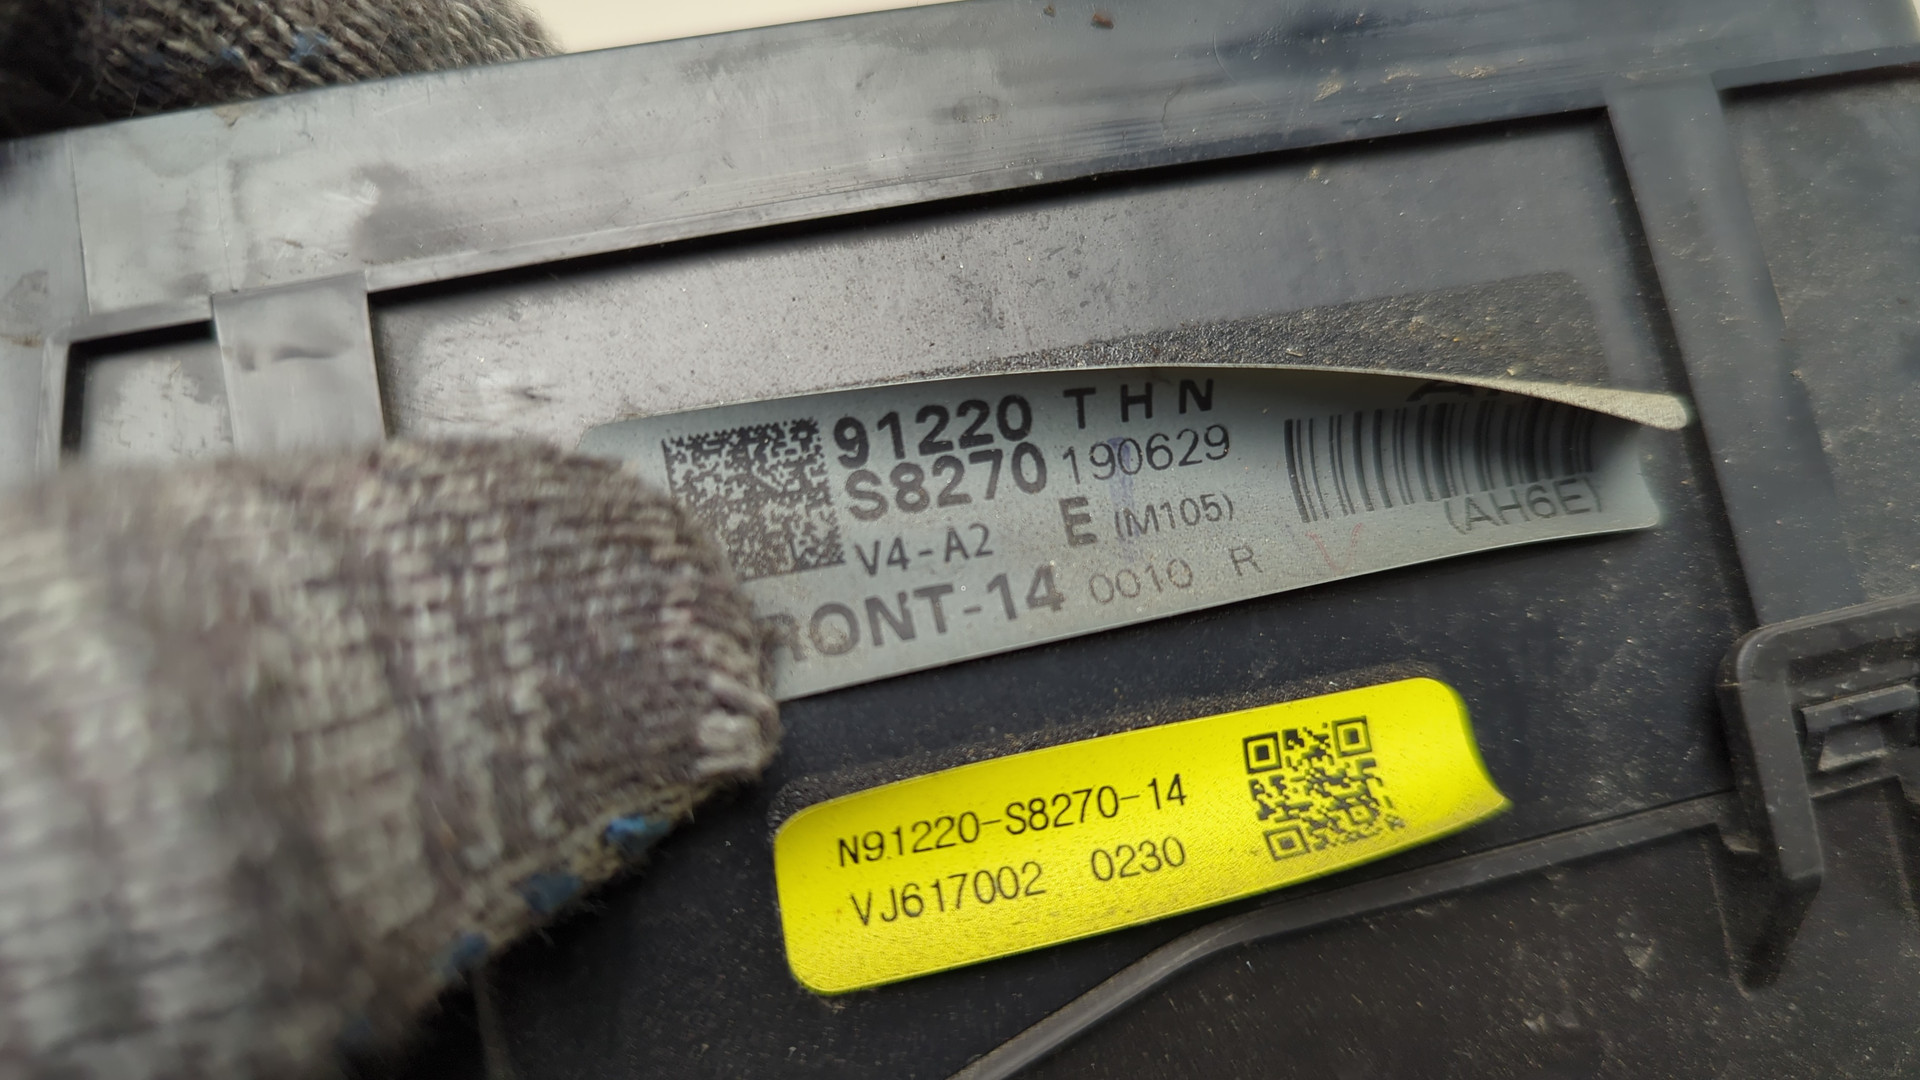 91220 THN
S8270 190629
V4-A2 E (M105)
RONT-14 0010 R
(AH6E)
N91220-S8270-14
VJ617002 0230